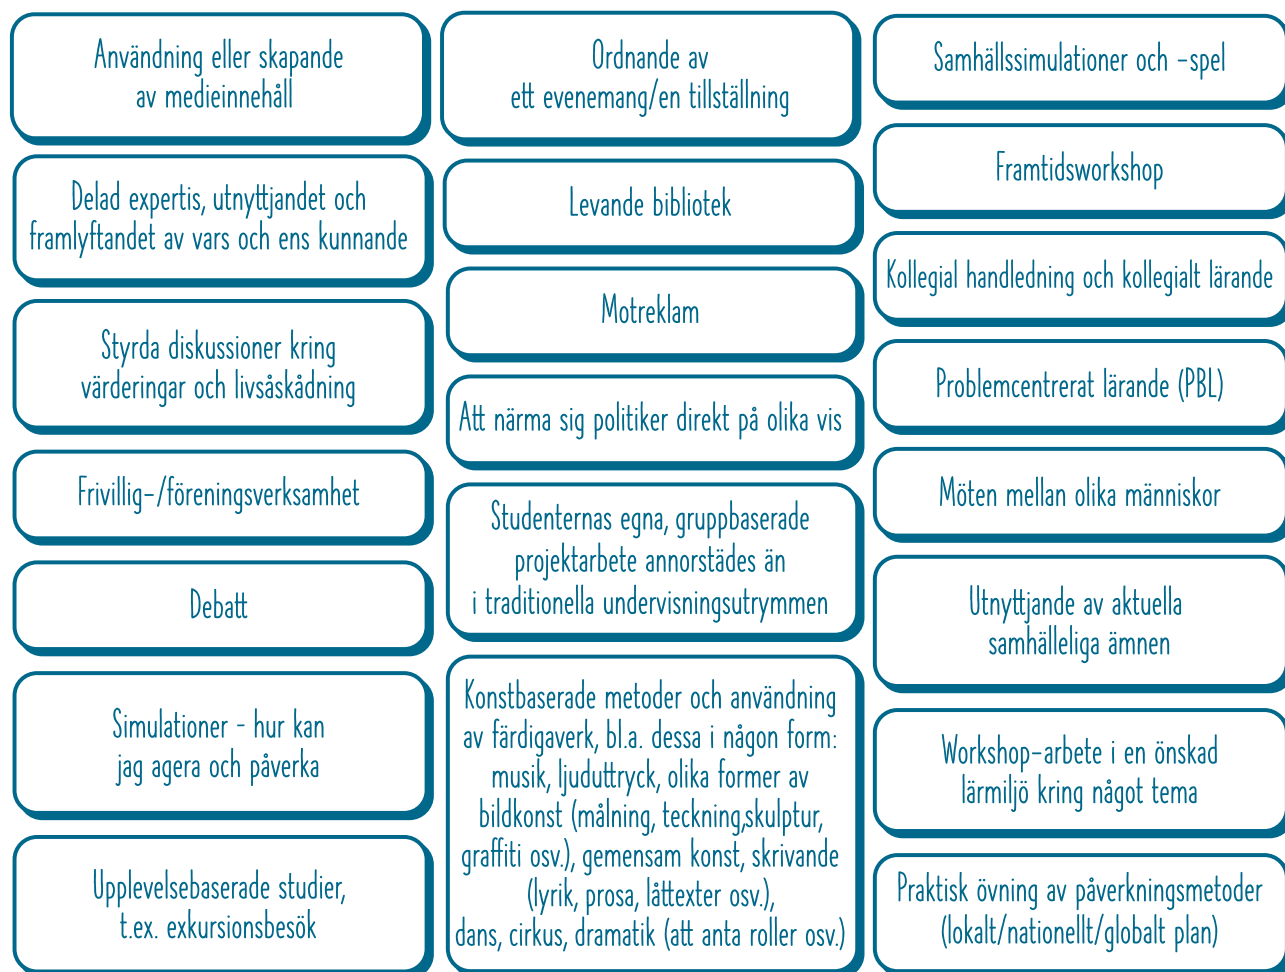 Användning eller skapande
av medieinnehåll
Delad expertis, utnyttjandet och
framlyftandet av vars och ens kunnande
Styrda diskussioner kring
värderingar och livsåskådning
Frivillig-/föreningsverksamhet
Debatt
Simulationer - hur kan
jag agera och påverka
Upplevelsebaserade studier,
t.ex. exkursionsbesök
Ordnande av
ett evenemang/en tillställning
Levande bibliotek
Motreklam
Att närma sig politiker direkt på olika vis
Studenternas egna, gruppbaserade
projektarbete annorstädes än
i traditionella undervisningsutrymmen
Konstbaserade metoder och användning
av färdigaverk, bl.a. dessa i någon form:
musik, ljuduttryck, olika former av
bildkonst (målning, teckning,skulptur,
graffiti osv.), gemensam konst, skrivande
(lyrik, prosa, låttexter osv.),
dans, cirkus, dramatik (att anta roller osv.)
Samhällssimulationer och -spel
Framtidsworkshop
Kollegial handledning och kollegialt lärande
Problemcentrerat lärande (PBL)
Möten mellan olika människor
Utnyttjande av aktuella
samhälleliga ämnen
Workshop-arbete i en önskad
lärmiljö kring något tema
Praktisk övning av påverkningsmetoder
(lokalt/nationellt/globalt plan)